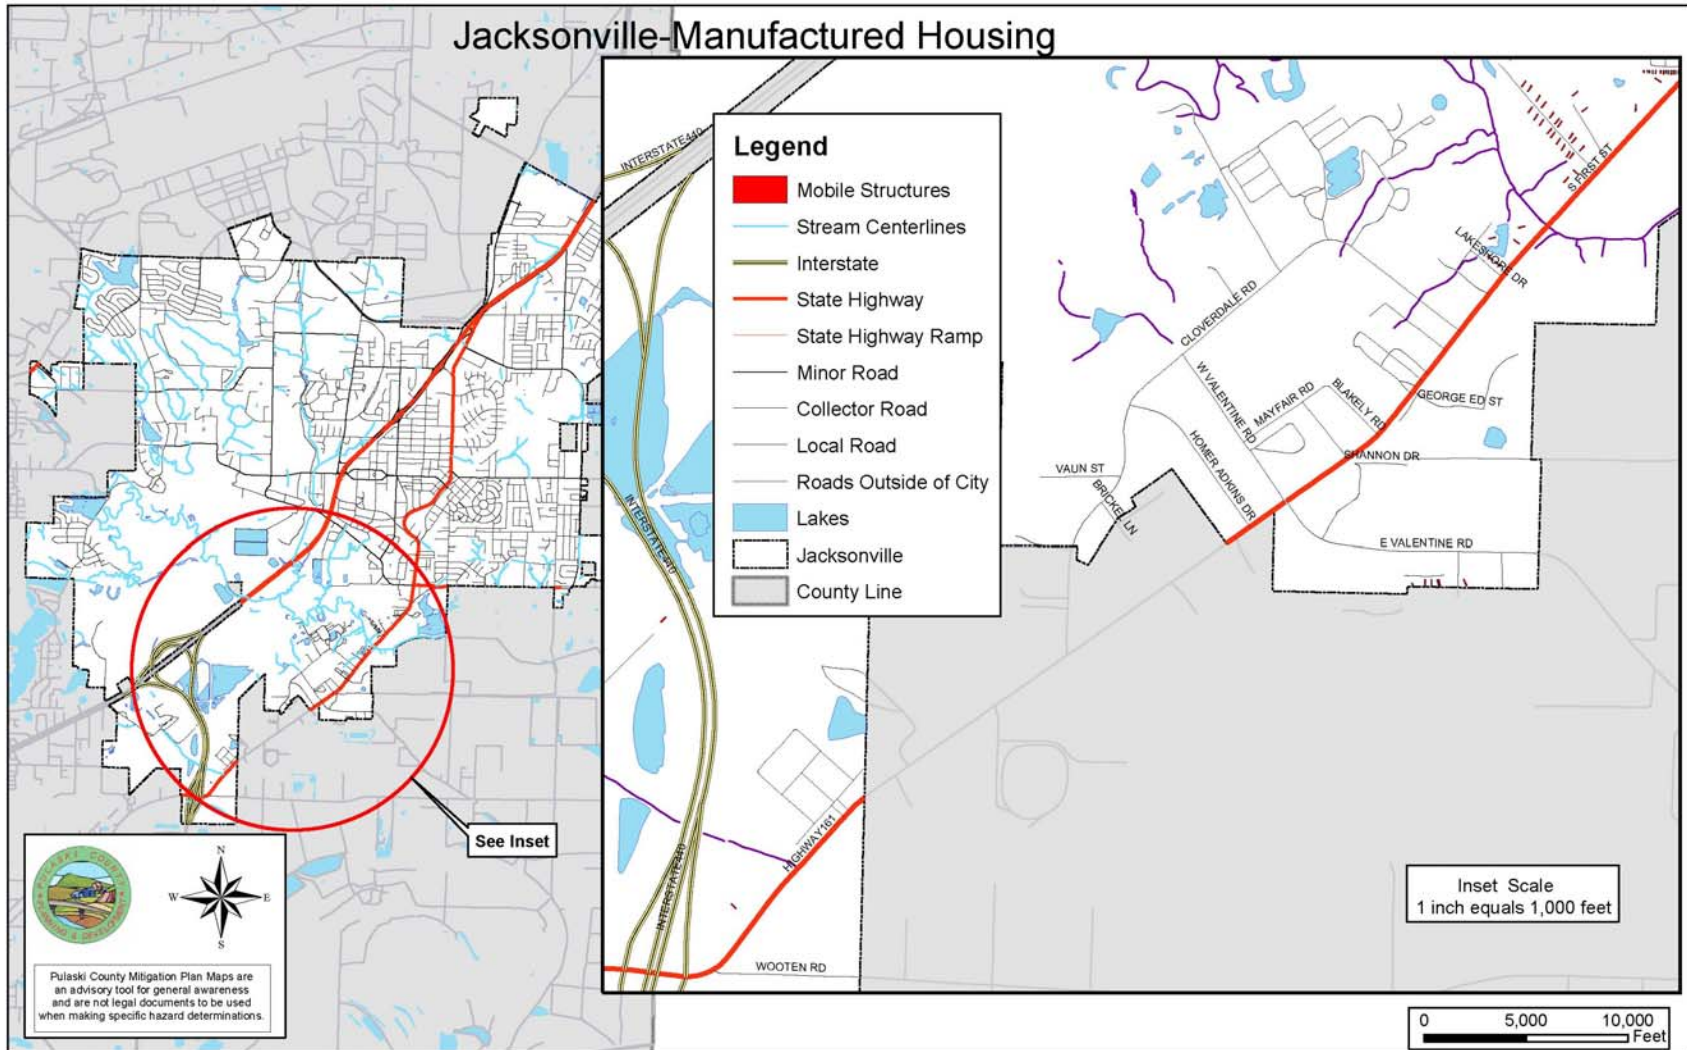 Jacksonville-Manufactured Housing
Legend
Mobile Structures
Stream Centerlines
Interstate
State Highway
State Highway Ramp
Minor Road
Collector Road
Local Road
Roads Outside of City
Lakes
Jacksonville
County Line
INTERSTATE440
INTERSTATE440
INTERSTATE440
S FIRST ST
LAKESHORE DR
CLOVERDALE RD
W VALENTINE RD
MAYFAIR RD
BLAKELY RD
GEORGE ED ST
HOMER ADKINS DR
SHANNON DR
VAUN ST
BRICKEL LN
E VALENTINE RD
HIGHWAY161
WOOTEN RD
See Inset
Inset Scale
1 inch equals 1,000 feet
PULASKI COUNTY
PLANNING & DEVELOPMENT
N
W
E
S
Pulaski County Mitigation Plan Maps are
an advisory tool for general awareness
and are not legal documents to be used
when making specific hazard determinations.
0 5,000 10,000
Feet